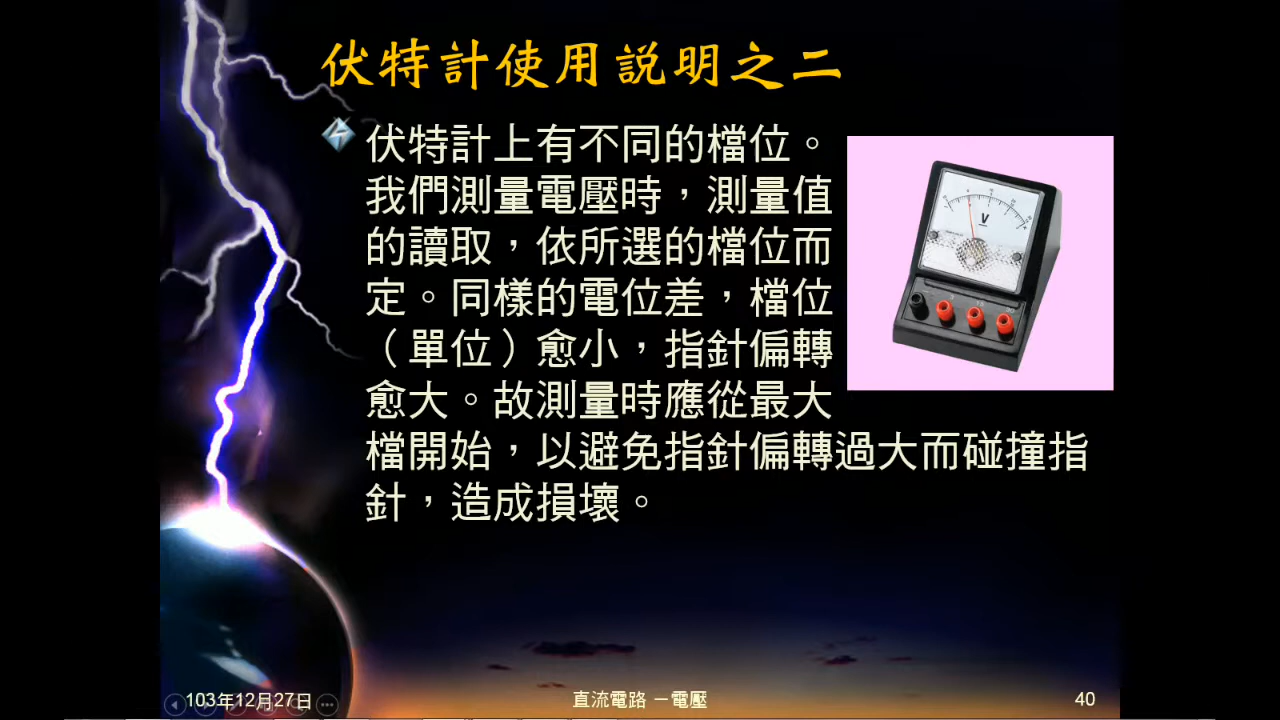 伏特計使用說明之二
伏特計上有不同的檔位。
我們測量電壓時，測量值
的讀取，依所選的檔位而
定。同樣的電位差，檔位
（單位）愈小，指針偏轉
愈大。故測量時應從最大
檔開始，以避免指針偏轉過大而碰撞指
針，造成損壞。
V
103年12月27日
直流電路 －電壓
40